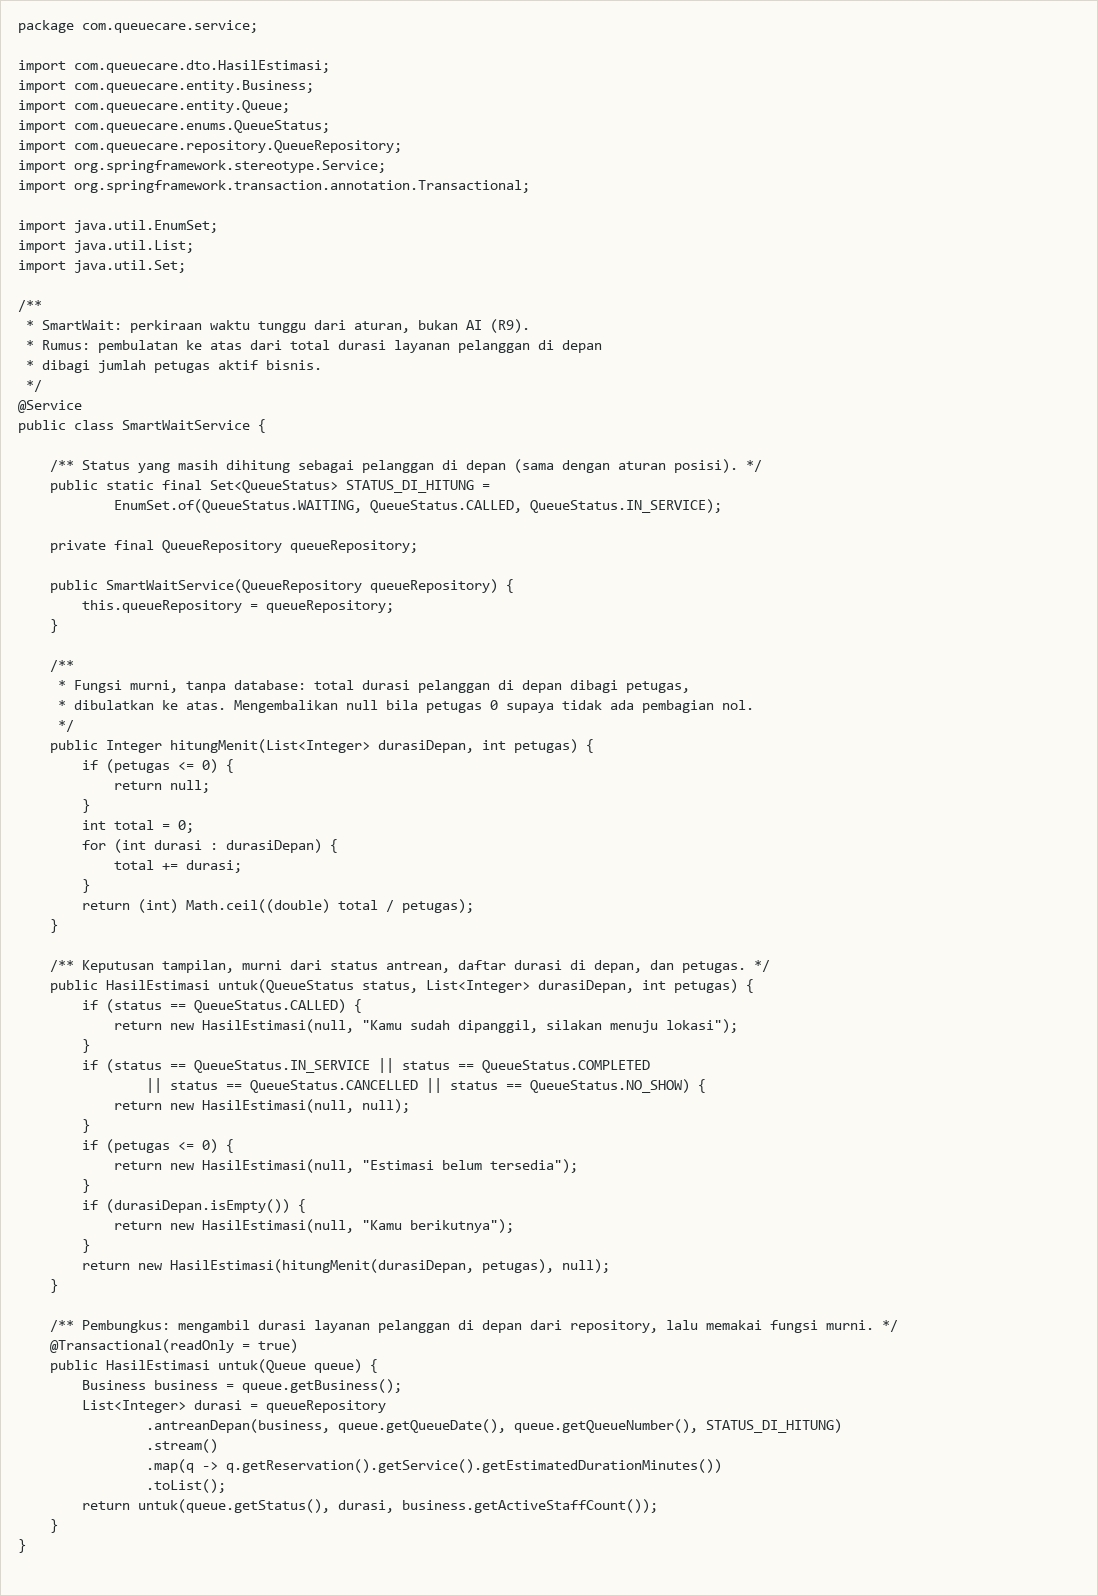 package com.queuecare.service;

import com.queuecare.dto.HasilEstimasi;
import com.queuecare.entity.Business;
import com.queuecare.entity.Queue;
import com.queuecare.enums.QueueStatus;
import com.queuecare.repository.QueueRepository;
import org.springframework.stereotype.Service;
import org.springframework.transaction.annotation.Transactional;

import java.util.EnumSet;
import java.util.List;
import java.util.Set;

/**
 * SmartWait: perkiraan waktu tunggu dari aturan, bukan AI (R9).
 * Rumus: pembulatan ke atas dari total durasi layanan pelanggan di depan
 * dibagi jumlah petugas aktif bisnis.
 */
@Service
public class SmartWaitService {

    /** Status yang masih dihitung sebagai pelanggan di depan (sama dengan aturan posisi). */
    public static final Set<QueueStatus> STATUS_DI_HITUNG =
            EnumSet.of(QueueStatus.WAITING, QueueStatus.CALLED, QueueStatus.IN_SERVICE);

    private final QueueRepository queueRepository;

    public SmartWaitService(QueueRepository queueRepository) {
        this.queueRepository = queueRepository;
    }

    /**
     * Fungsi murni, tanpa database: total durasi pelanggan di depan dibagi petugas,
     * dibulatkan ke atas. Mengembalikan null bila petugas 0 supaya tidak ada pembagian nol.
     */
    public Integer hitungMenit(List<Integer> durasiDepan, int petugas) {
        if (petugas <= 0) {
            return null;
        }
        int total = 0;
        for (int durasi : durasiDepan) {
            total += durasi;
        }
        return (int) Math.ceil((double) total / petugas);
    }

    /** Keputusan tampilan, murni dari status antrean, daftar durasi di depan, dan petugas. */
    public HasilEstimasi untuk(QueueStatus status, List<Integer> durasiDepan, int petugas) {
        if (status == QueueStatus.CALLED) {
            return new HasilEstimasi(null, "Kamu sudah dipanggil, silakan menuju lokasi");
        }
        if (status == QueueStatus.IN_SERVICE || status == QueueStatus.COMPLETED
                || status == QueueStatus.CANCELLED || status == QueueStatus.NO_SHOW) {
            return new HasilEstimasi(null, null);
        }
        if (petugas <= 0) {
            return new HasilEstimasi(null, "Estimasi belum tersedia");
        }
        if (durasiDepan.isEmpty()) {
            return new HasilEstimasi(null, "Kamu berikutnya");
        }
        return new HasilEstimasi(hitungMenit(durasiDepan, petugas), null);
    }

    /** Pembungkus: mengambil durasi layanan pelanggan di depan dari repository, lalu memakai fungsi murni. */
    @Transactional(readOnly = true)
    public HasilEstimasi untuk(Queue queue) {
        Business business = queue.getBusiness();
        List<Integer> durasi = queueRepository
                .antreanDepan(business, queue.getQueueDate(), queue.getQueueNumber(), STATUS_DI_HITUNG)
                .stream()
                .map(q -> q.getReservation().getService().getEstimatedDurationMinutes())
                .toList();
        return untuk(queue.getStatus(), durasi, business.getActiveStaffCount());
    }
}